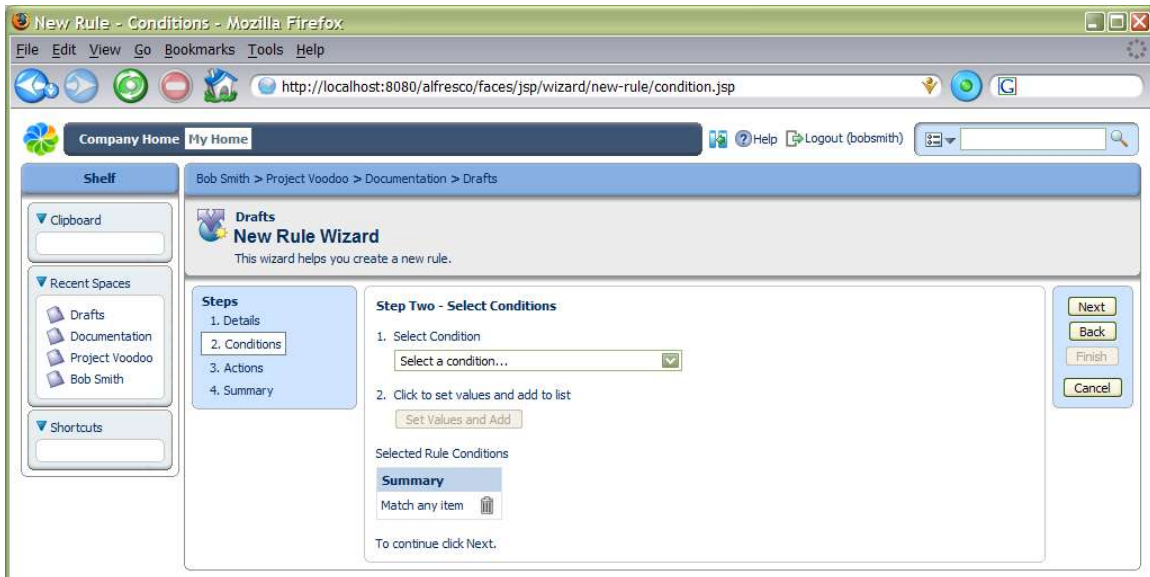 New Rule - Conditions - Mozilla Firefox
File Edit View Go Bookmarks Tools Help
http://localhost:8080/alfresco/faces/jsp/wizard/new-rule/condition.jsp
G
Company Home My Home
?Help Logout (bobsmith)
Shelf
Bob Smith > Project Voodoo > Documentation > Drafts
Clipboard
Recent Spaces
Drafts
Documentation
Project Voodoo
Bob Smith
Shortcuts
Drafts
New Rule Wizard
This wizard helps you create a new rule.
Steps
1. Details
2. Conditions
3. Actions
4. Summary
Step Two - Select Conditions
1. Select Condition
Select a condition...
2. Click to set values and add to list
Set Values and Add
Selected Rule Conditions
Summary
Match any item
To continue click Next.
Next
Back
Finish
Cancel